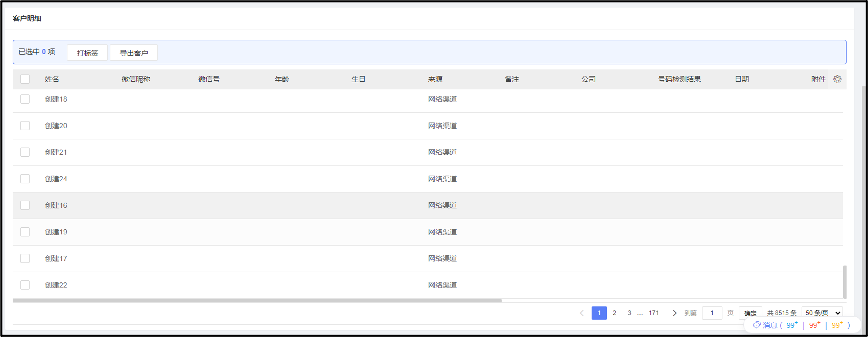 客户明细
已选中 0 项 打标签 导出客户
姓名 微信昵称 微信号 年龄 生日 来源 备注 公司 号码检测结果 日期 附件
创建18 网络渠道
创建20 网络渠道
创建21 网络渠道
创建24 网络渠道
创建16 网络渠道
创建19 网络渠道
创建17 网络渠道
创建22 网络渠道
1 2 3 ... 171 到第 1 页 确定 共 8515 条 50 条/页
消息 ( 99+ | 99+ | 99+ )